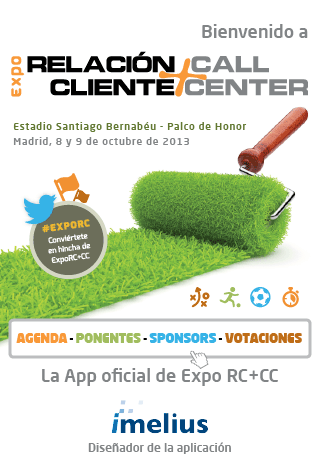 Bienvenido a
expo
RELACIÓN CALL
CLIENTE+CENTER
Estadio Santiago Bernabéu - Palco de Honor
Madrid, 8 y 9 de octubre de 2013
#EXPORC
Conviértete
en hincha de
ExpoRC+CC
AGENDA - PONENTES - SPONSORS - VOTACIONES
La App oficial de Expo RC+CC
imelius
Diseñador de la aplicación